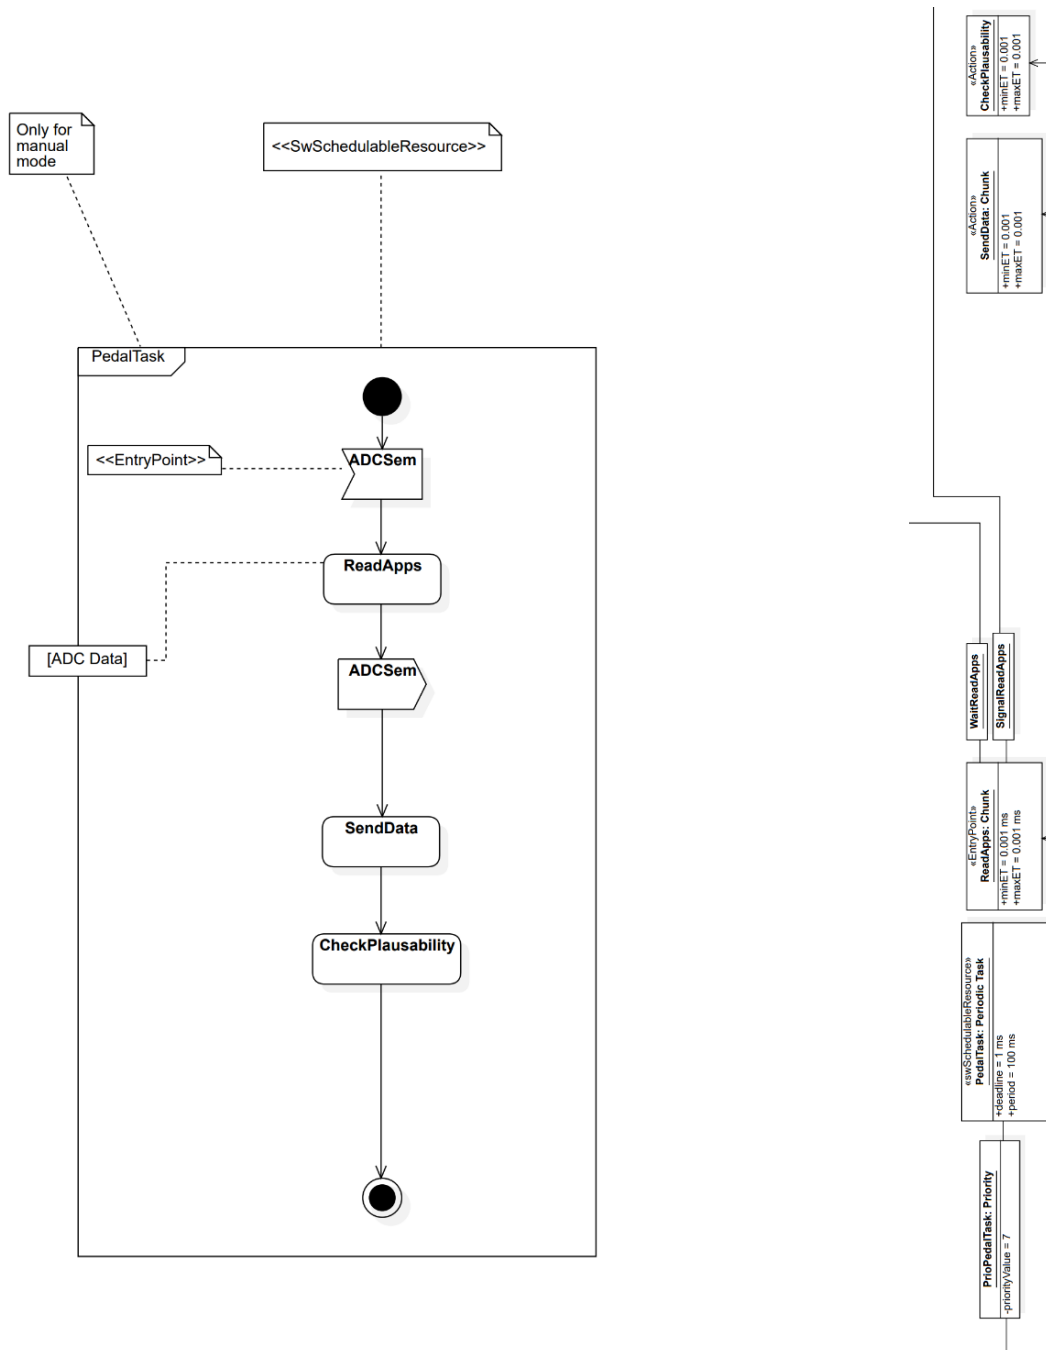 Only for
manual
mode
<<SwSchedulableResource>>
PedalTask
<<EntryPoint>>
ADCSem
ReadApps
[ADC Data]
ADCSem
SendData
CheckPlausability
«Action»
CheckPlausability
+minET = 0.001
+maxET = 0.001
«Action»
SendData: Chunk
+minET = 0.001
+maxET = 0.001
WaitReadApps
SignalReadApps
«EntryPoint»
ReadApps: Chunk
+minET = 0.001 ms
+maxET = 0.001 ms
«swSchedulableResource»
PedalTask: Periodic Task
+deadline = 1 ms
+period = 100 ms
PrioPedalTask: Priority
-priorityValue = 7